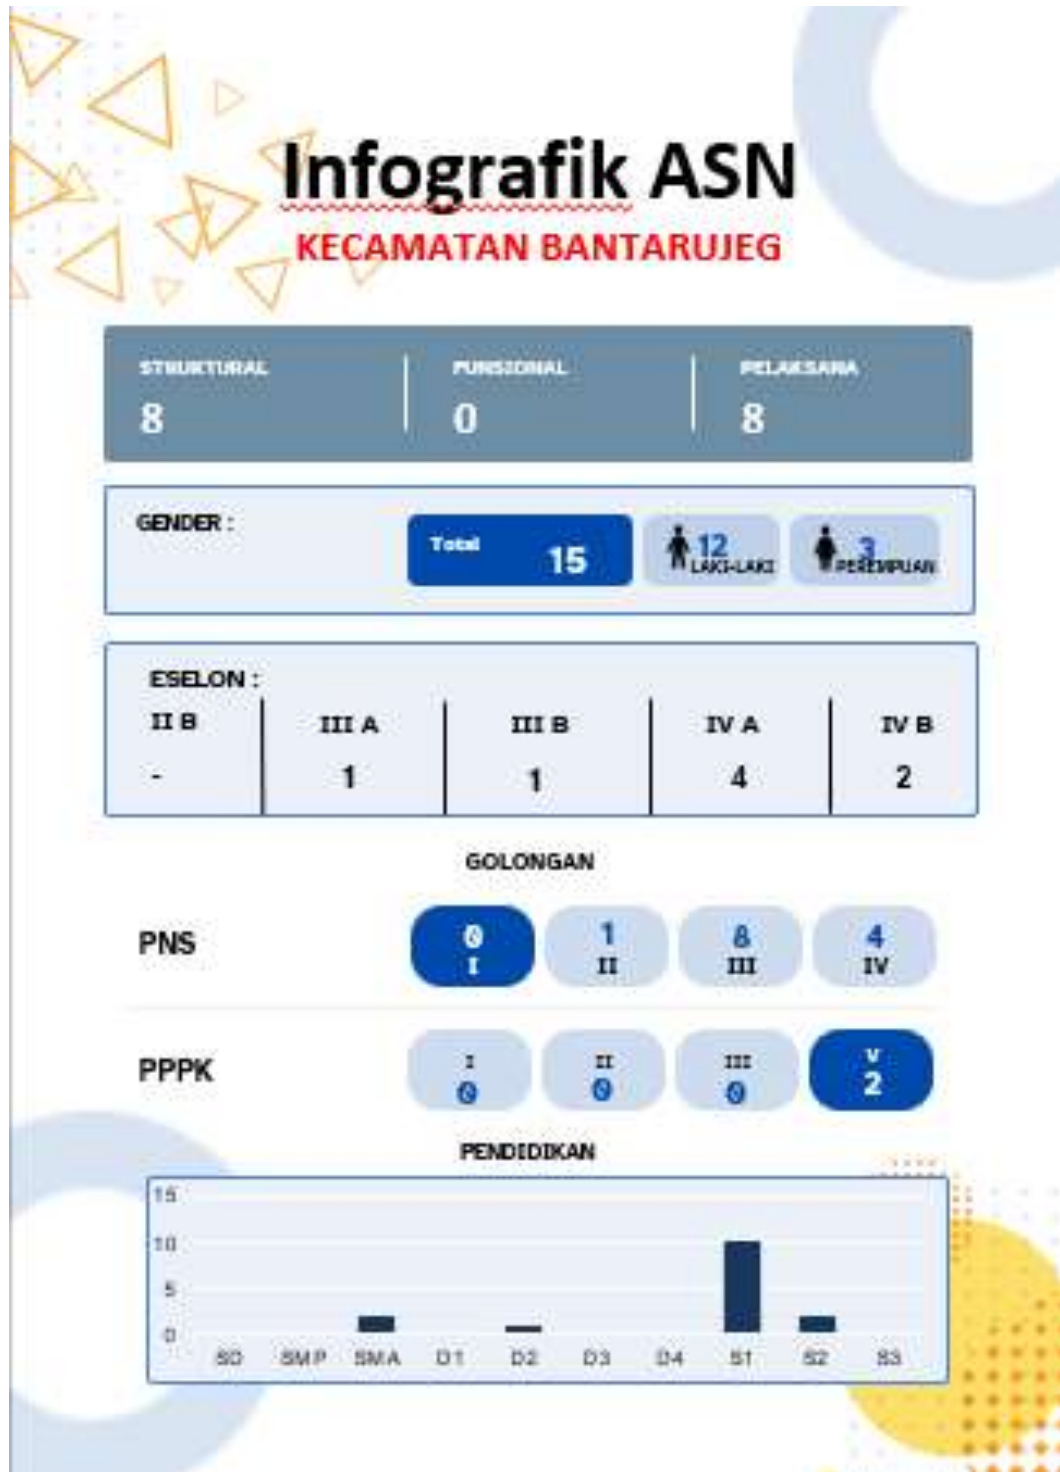 Infografik ASN
KECAMATAN BANTARUJEG
STRUKTURAL FUNGSIONAL PELAKSANA
8 0 8
GENDER :
Total 15
12 LAKI-LAKI
3 PEREMPUAN
ESELON :
II B III A III B IV A IV B
- 1 1 4 2
GOLONGAN
PNS
0 1 8 4
I II III IV
PPPK
I II III V
0 0 0 2
PENDIDIKAN
15
10
5
0
SD SMP SMA D1 D2 D3 D4 S1 S2 S3